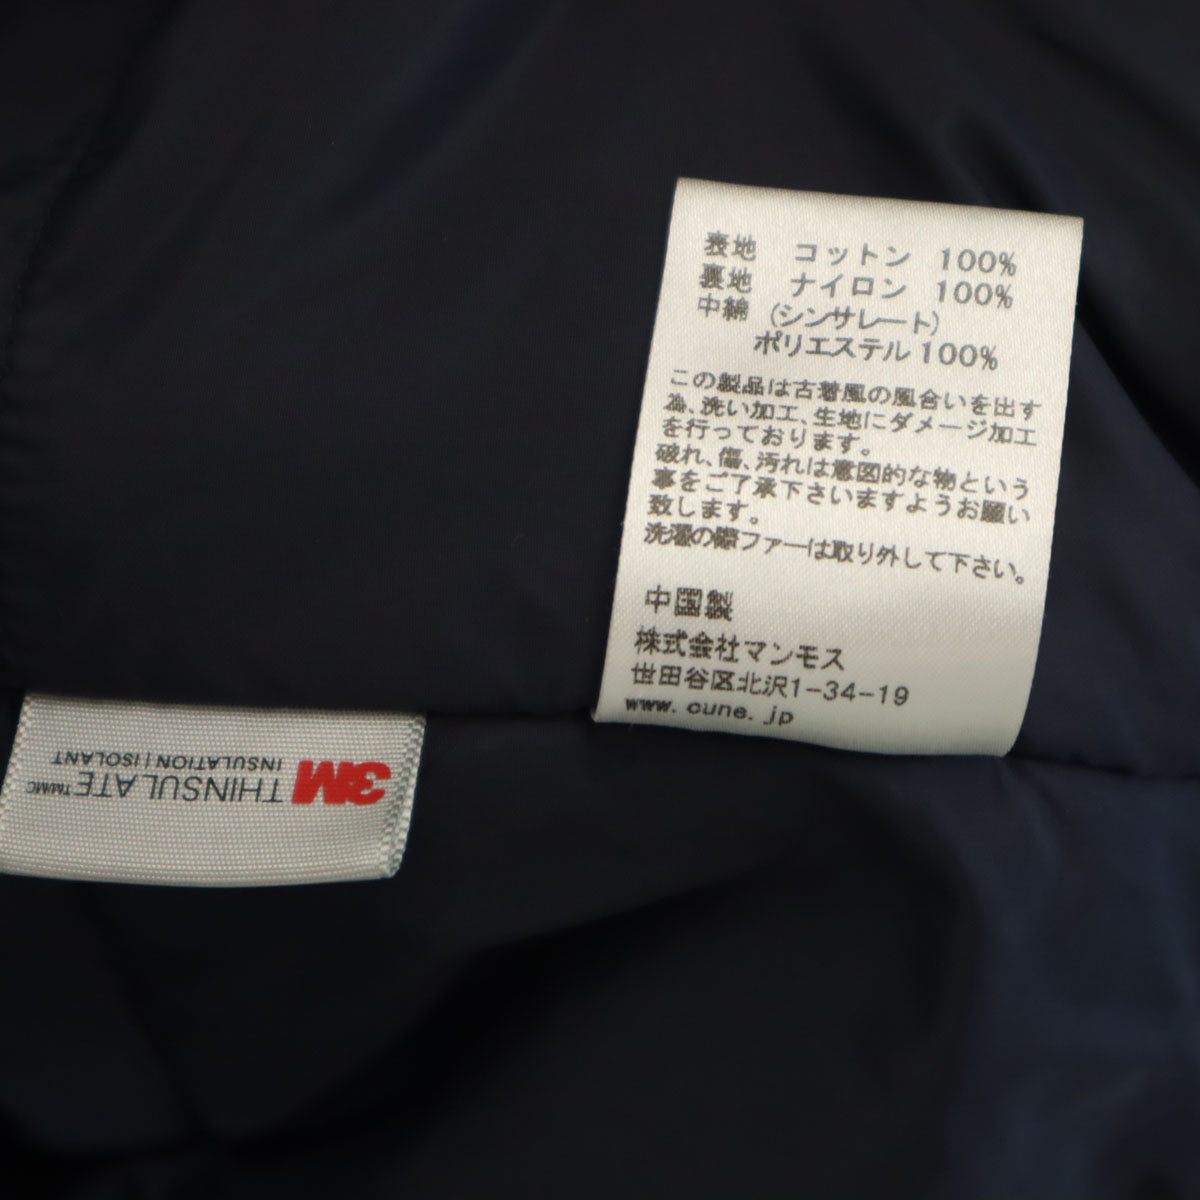 表地 コットン 100%
裏地 ナイロン 100%
中綿 (シンサレート)
ポリエステル 100%
この製品は古着風の風合いを出す
為、洗い加工、生地にダメージ加工
を行っております。
破れ、傷、汚れは意図的な物という
事をご了承下さいますようお願い
致します。
洗濯の際ファーは取り外して下さい。
中国製
株式会社マンモス
世田谷区北沢1-34-19
www.cune.jp
3M THINSULATE TM/MC
INSULATION | ISOLANT